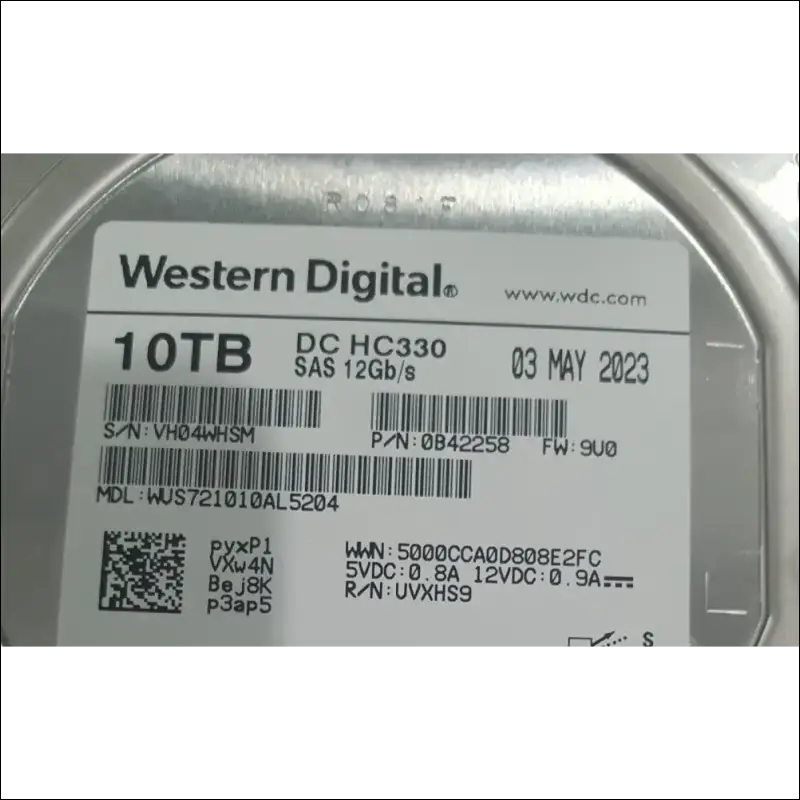 Western Digital® www.wdc.com
10TB DC HC330 03 MAY 2023
SAS 12Gb/s
S/N:VH04WHSM P/N:0B42258 FW:9U0
MDL:WUS721010AL5204
pyxP1
VXw4N
Bej8K
p3ap5
WWN:5000CCA0D808E2FC
5VDC:0.8A 12VDC:0.9A
R/N:UVXHS9
S